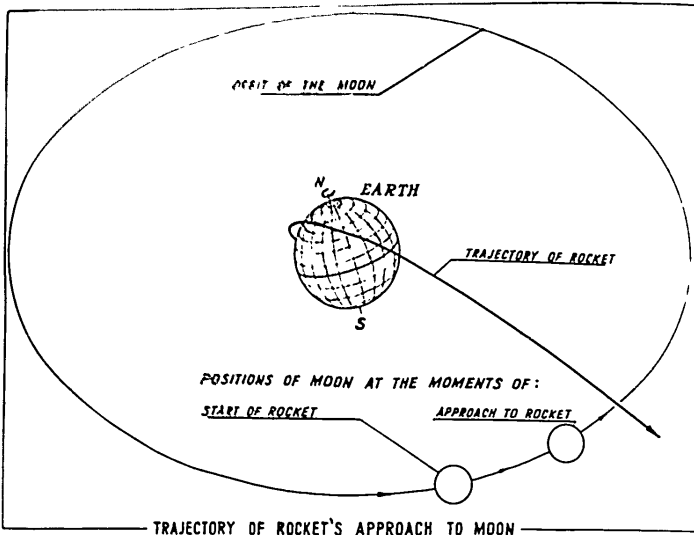 ORBIT OF THE MOON
N
EARTH
TRAJECTORY OF ROCKET
S
POSITIONS OF MOON AT THE MOMENTS OF:
START OF ROCKET
APPROACH TO ROCKET
TRAJECTORY OF ROCKET'S APPROACH TO MOON